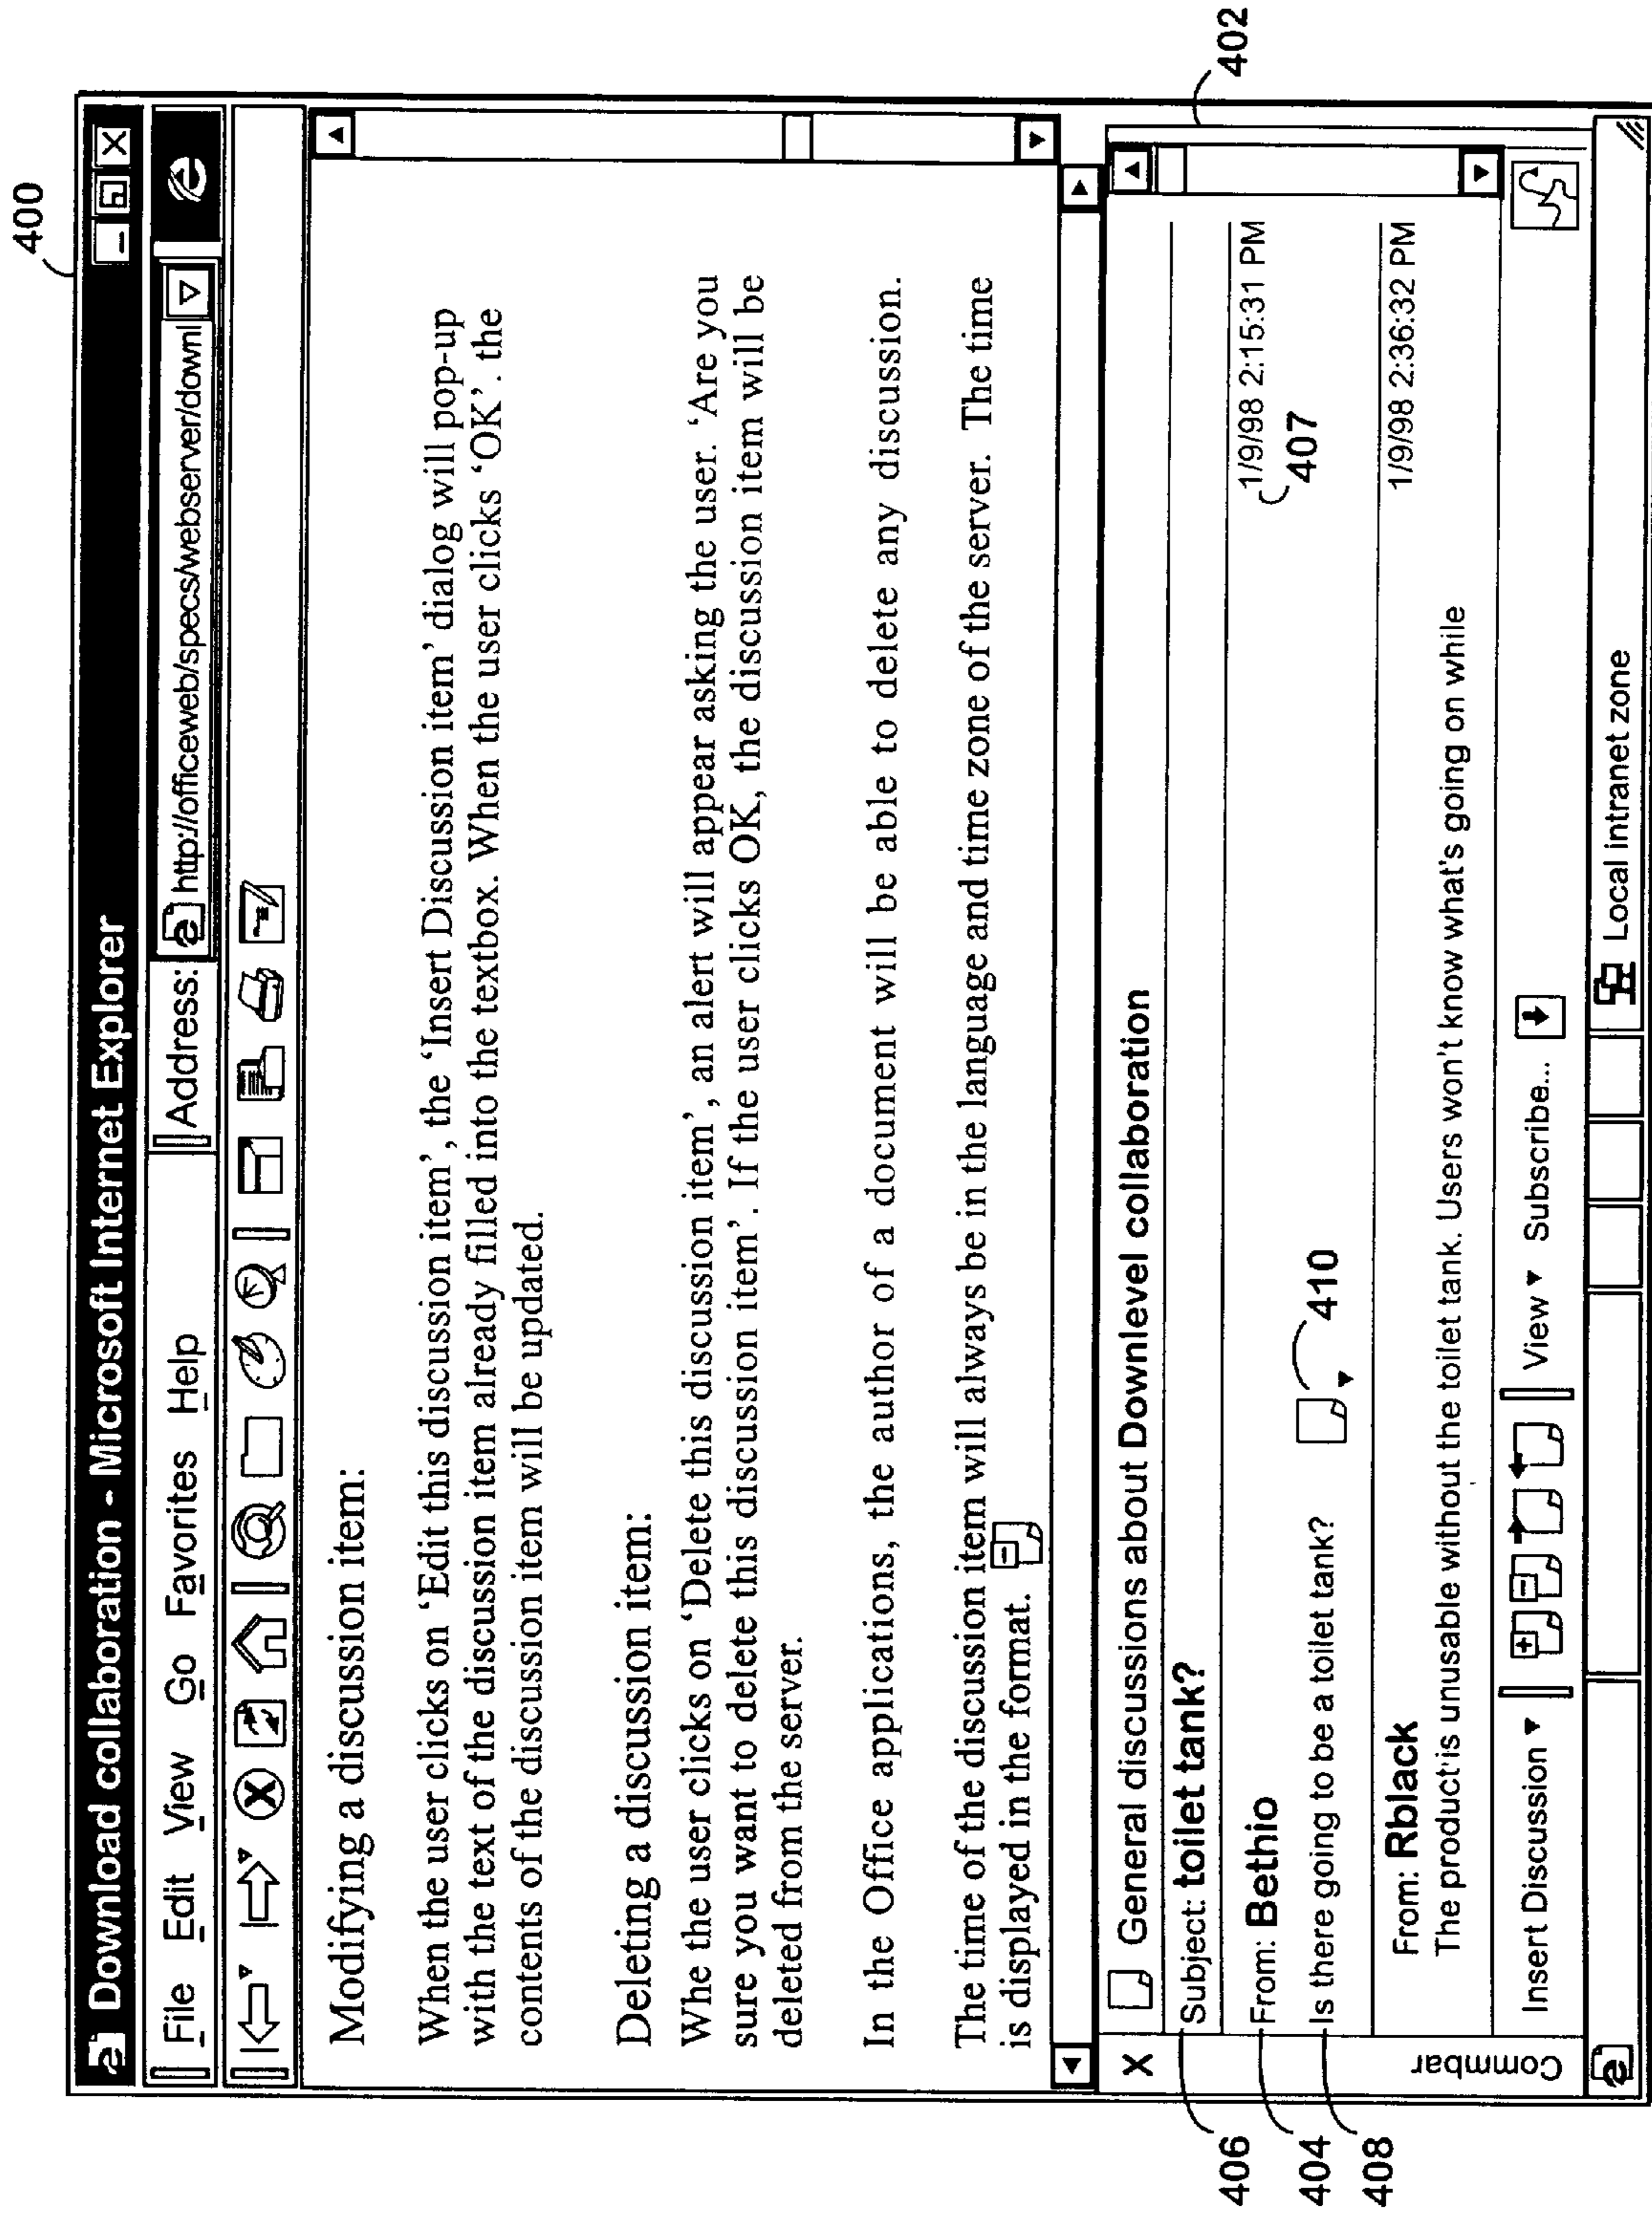 400
Download collaboration - Microsoft Internet Explorer
File Edit View Go Favorites Help Address: http://officeweb/specs/webserver/downl
Modifying a discussion item:
When the user clicks on ‘Edit this discussion item’, the ‘Insert Discussion item’ dialog will pop-up
with the text of the discussion item already filled into the textbox. When the user clicks ‘OK’. the
contents of the discussion item will be updated.
Deleting a discussion item:
Whe the user clicks on ‘Delete this discussion item’, an alert will appear asking the user. ‘Are you
sure you want to delete this discussion item’. If the user clicks OK, the discussion item will be
deleted from the server.
In the Office applications, the author of a document will be able to delete any discussion.
The time of the discussion item will always be in the language and time zone of the server. The time
is displayed in the format.
X General discussions about Downlevel collaboration
402
406 Subject: toilet tank?
404 From: Bethio 1/9/98 2:15:31 PM
407
408 Is there going to be a toilet tank? 410
From: Rblack 1/9/98 2:36:32 PM
The product is unusable without the toilet tank. Users won't know what's going on while
Commbar
Insert Discussion View Subscribe...
Local intranet zone